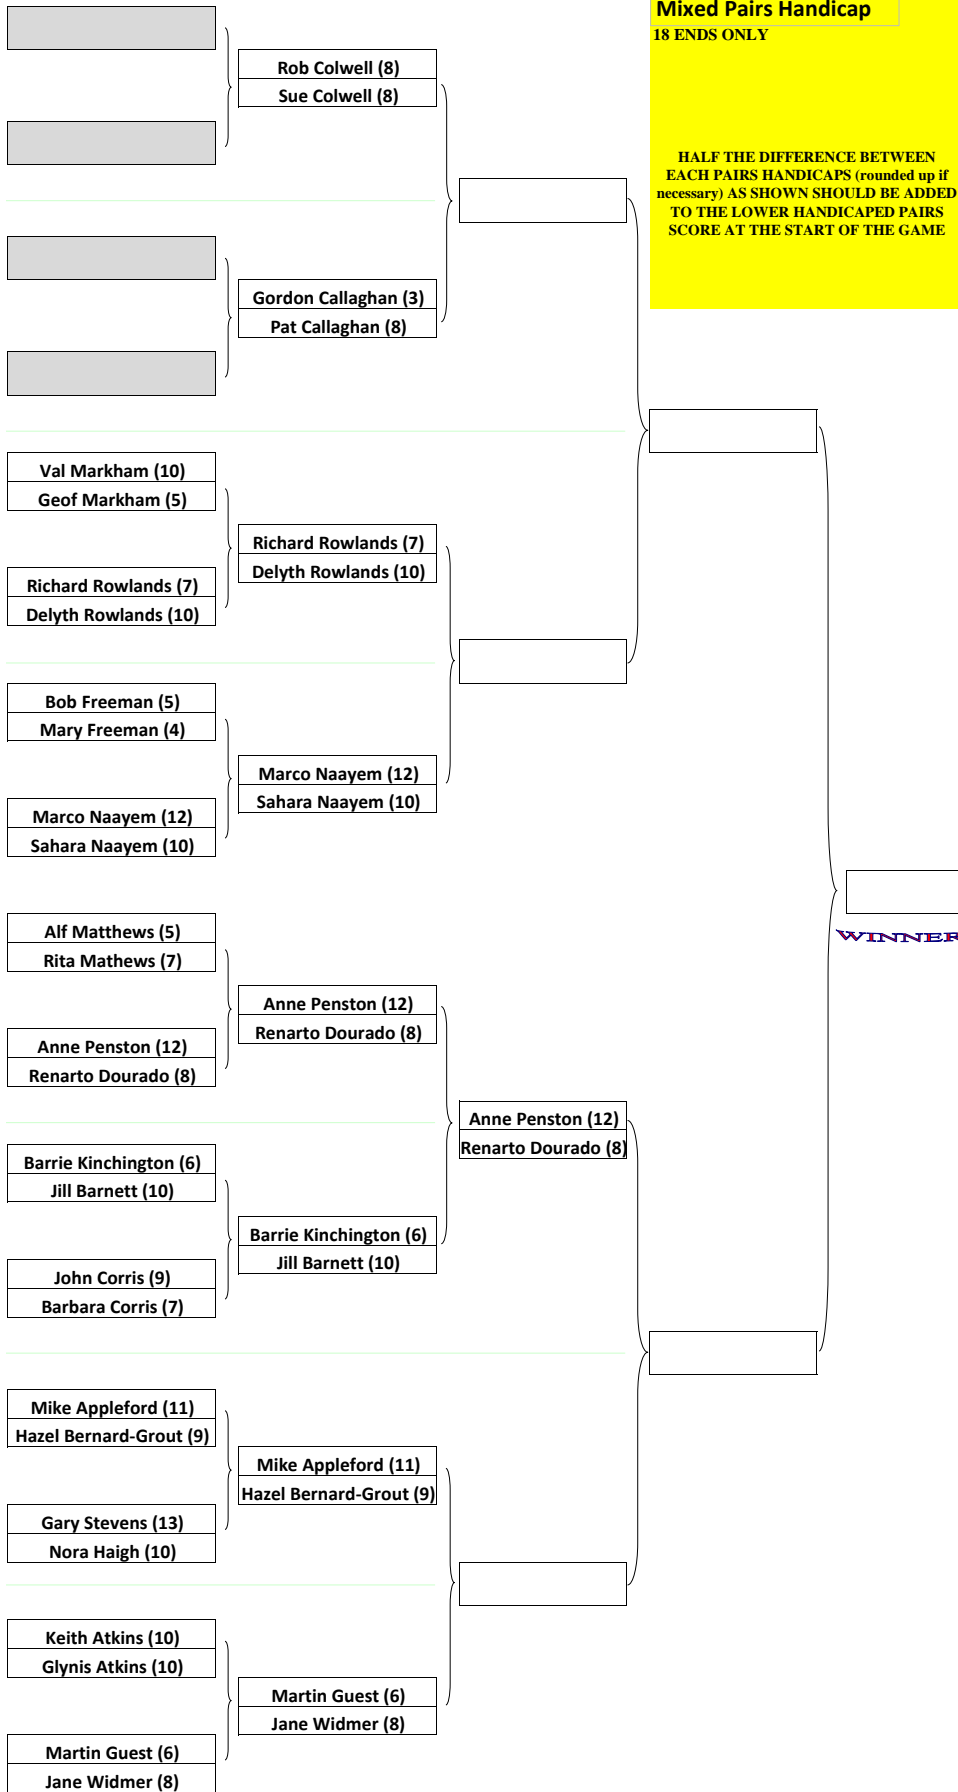 Mixed Pairs Handicap
18 ENDS ONLY
HALF THE DIFFERENCE BETWEEN
EACH PAIRS HANDICAPS (rounded up if
necessary) AS SHOWN SHOULD BE ADDED
TO THE LOWER HANDICAPED PAIRS
SCORE AT THE START OF THE GAME
Rob Colwell (8)
Sue Colwell (8)
Gordon Callaghan (3)
Pat Callaghan (8)
Val Markham (10)
Geof Markham (5)
Richard Rowlands (7)
Delyth Rowlands (10)
Richard Rowlands (7)
Delyth Rowlands (10)
Bob Freeman (5)
Mary Freeman (4)
Marco Naayem (12)
Sahara Naayem (10)
Marco Naayem (12)
Sahara Naayem (10)
Alf Matthews (5)
Rita Mathews (7)
Anne Penston (12)
Renarto Dourado (8)
Anne Penston (12)
Renarto Dourado (8)
Anne Penston (12)
Renarto Dourado (8)
Barrie Kinchington (6)
Jill Barnett (10)
Barrie Kinchington (6)
Jill Barnett (10)
John Corris (9)
Barbara Corris (7)
WINNER
Mike Appleford (11)
Hazel Bernard-Grout (9)
Mike Appleford (11)
Hazel Bernard-Grout (9)
Gary Stevens (13)
Nora Haigh (10)
Keith Atkins (10)
Glynis Atkins (10)
Martin Guest (6)
Jane Widmer (8)
Martin Guest (6)
Jane Widmer (8)